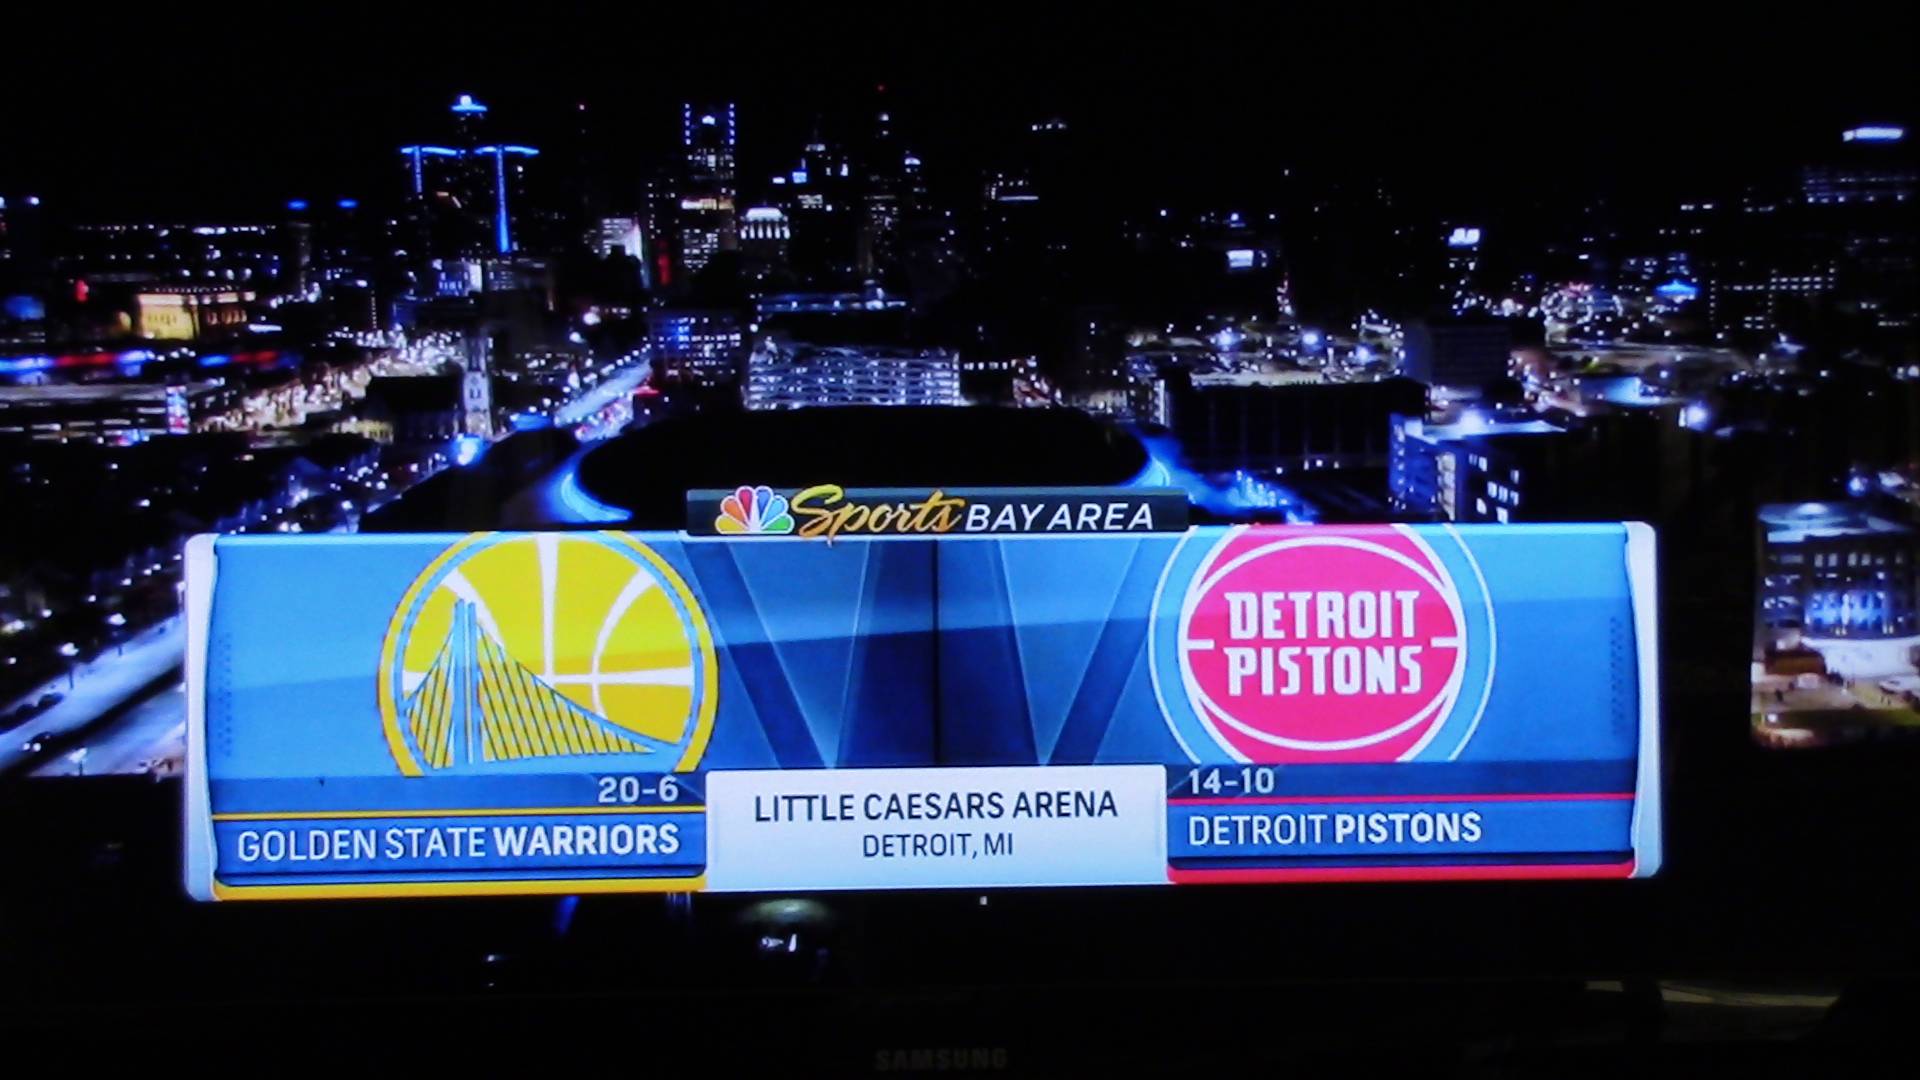 Sports BAY AREA
DETROIT
PISTONS
20-6
14-10
GOLDEN STATE WARRIORS
LITTLE CAESARS ARENA
DETROIT, MI
DETROIT PISTONS
SAMSUNG